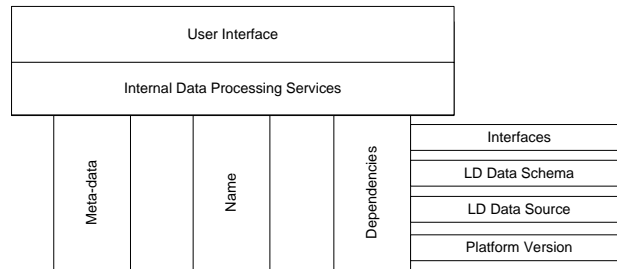 User Interface
Internal Data Processing Services
Meta-data
Name
Dependencies
Interfaces
LD Data Schema
LD Data Source
Platform Version